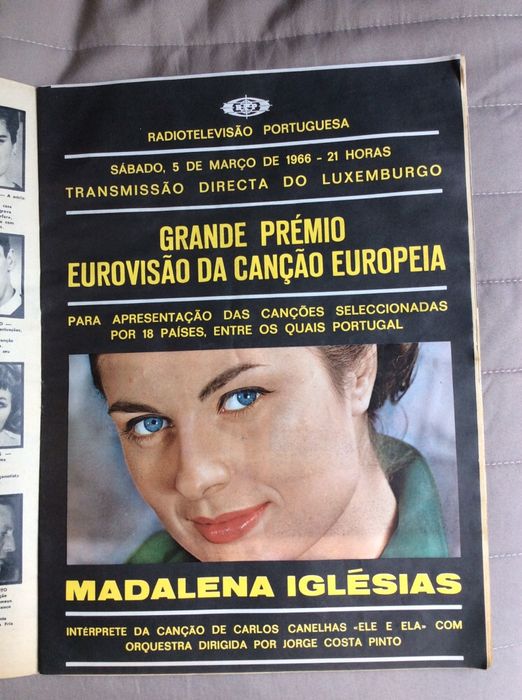 RTP
RADIOTELEVISÃO PORTUGUESA
SÁBADO, 5 DE MARÇO DE 1966 - 21 HORAS
TRANSMISSÃO DIRECTA DO LUXEMBURGO
GRANDE PRÉMIO
EUROVISÃO DA CANÇÃO EUROPEIA
PARA APRESENTAÇÃO DAS CANÇÕES SELECCIONADAS
POR 18 PAÍSES, ENTRE OS QUAIS PORTUGAL
MADALENA IGLÉSIAS
INTÉRPRETE DA CANÇÃO DE CARLOS CANELHAS «ELE E ELA» COM
ORQUESTRA DIRIGIDA POR JORGE COSTA PINTO